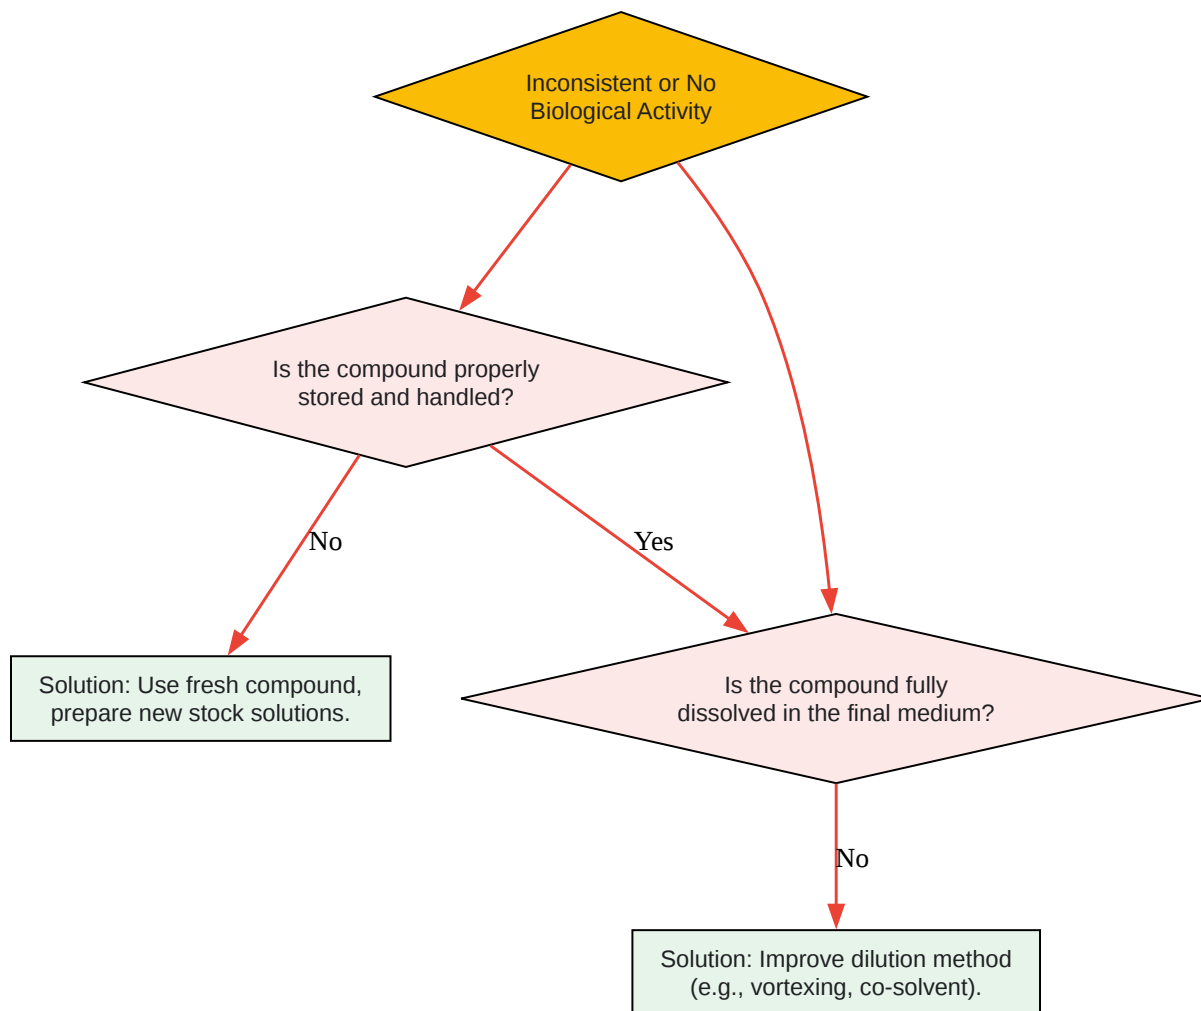 Inconsistent or No
Biological Activity
Is the compound properly
stored and handled?
No
Yes
Solution: Use fresh compound,
prepare new stock solutions.
Is the compound fully
dissolved in the final medium?
No
Solution: Improve dilution method
(e.g., vortexing, co-solvent).